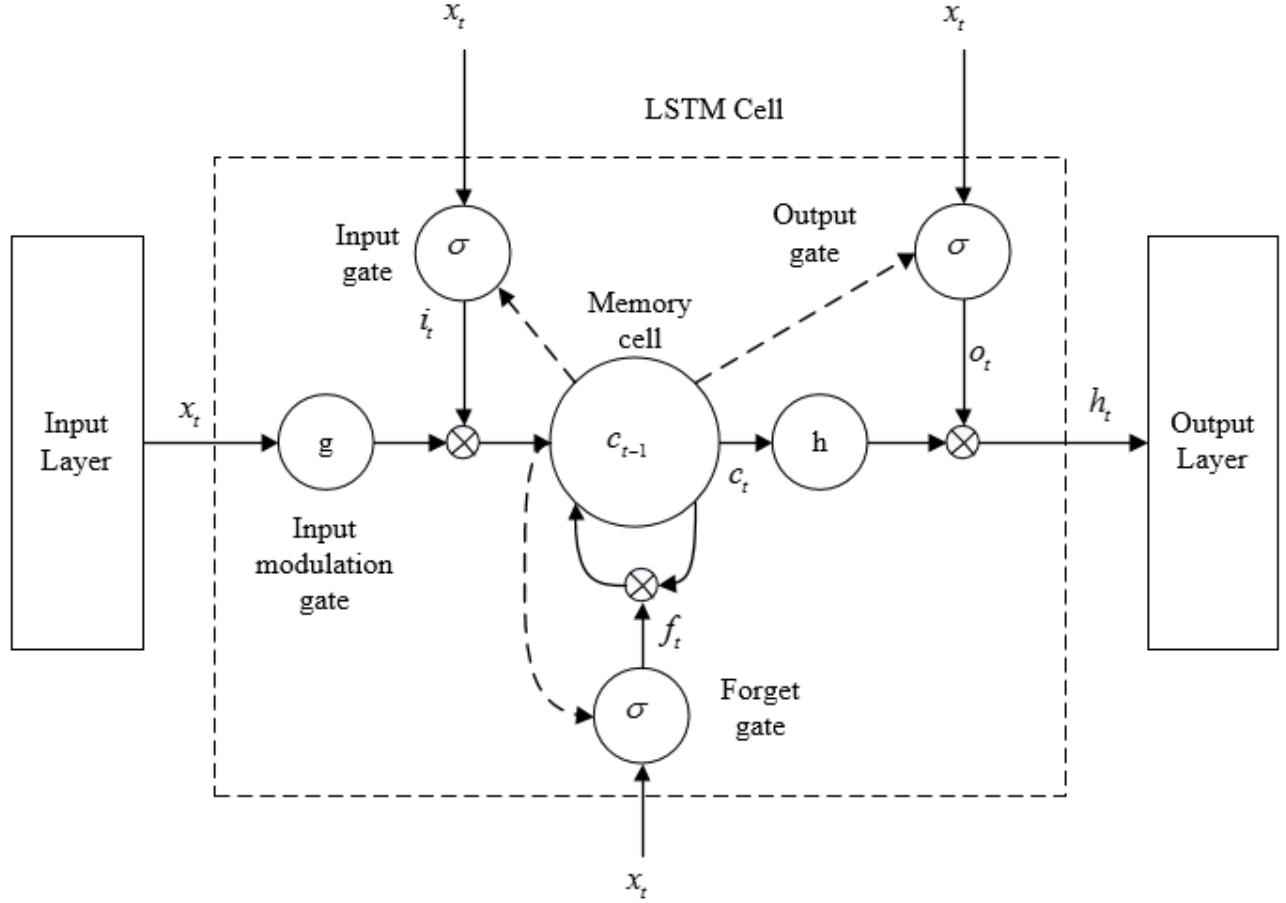 x_t
x_t
LSTM Cell
Input
gate
σ
Output
gate
σ
i_t
Memory
cell
o_t
Input
Layer
x_t
g
c_{t-1}
c_t
h
h_t
Output
Layer
Input
modulation
gate
f_t
σ
Forget
gate
x_t